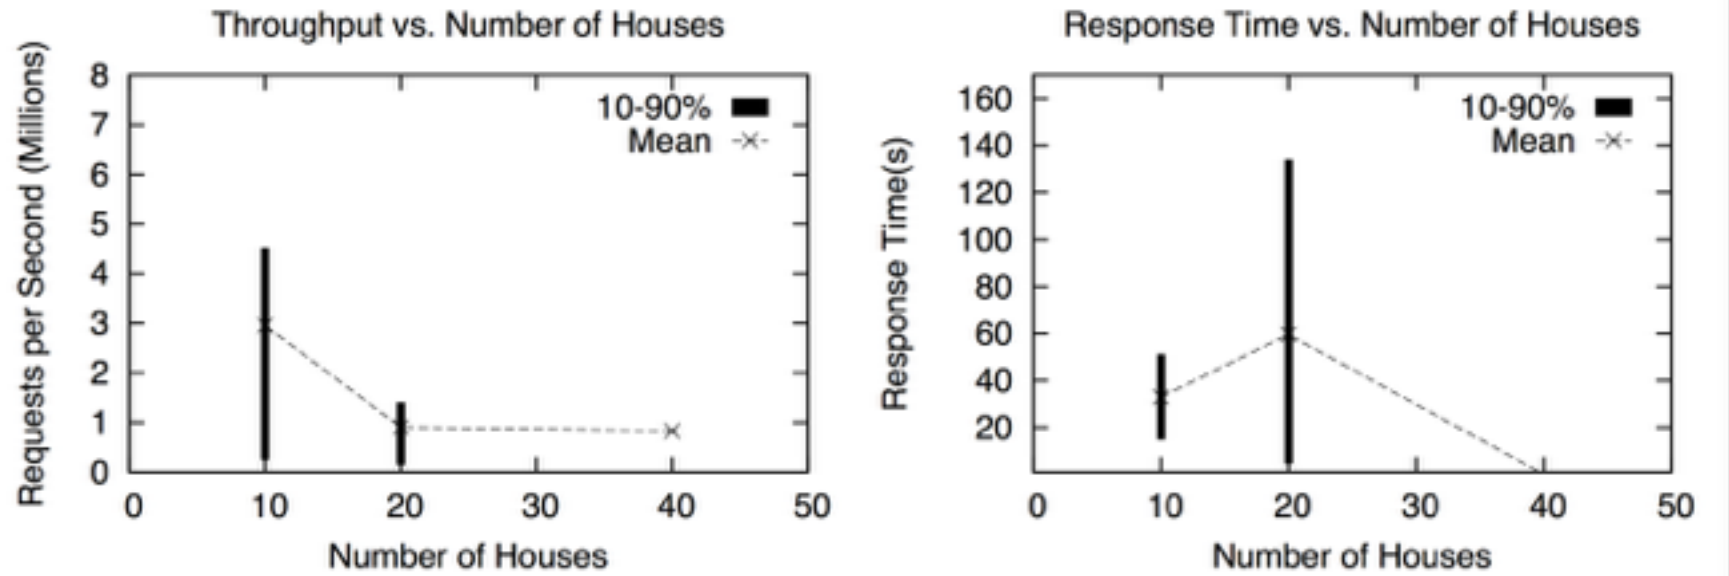 Throughput vs. Number of Houses
Requests per Second (Millions)
8
7
6
5
4
3
2
1
0
10-90%
Mean
0 10 20 30 40 50
Number of Houses
Response Time vs. Number of Houses
Response Time(s)
160
140
120
100
80
60
40
20
10-90%
Mean
0 10 20 30 40 50
Number of Houses